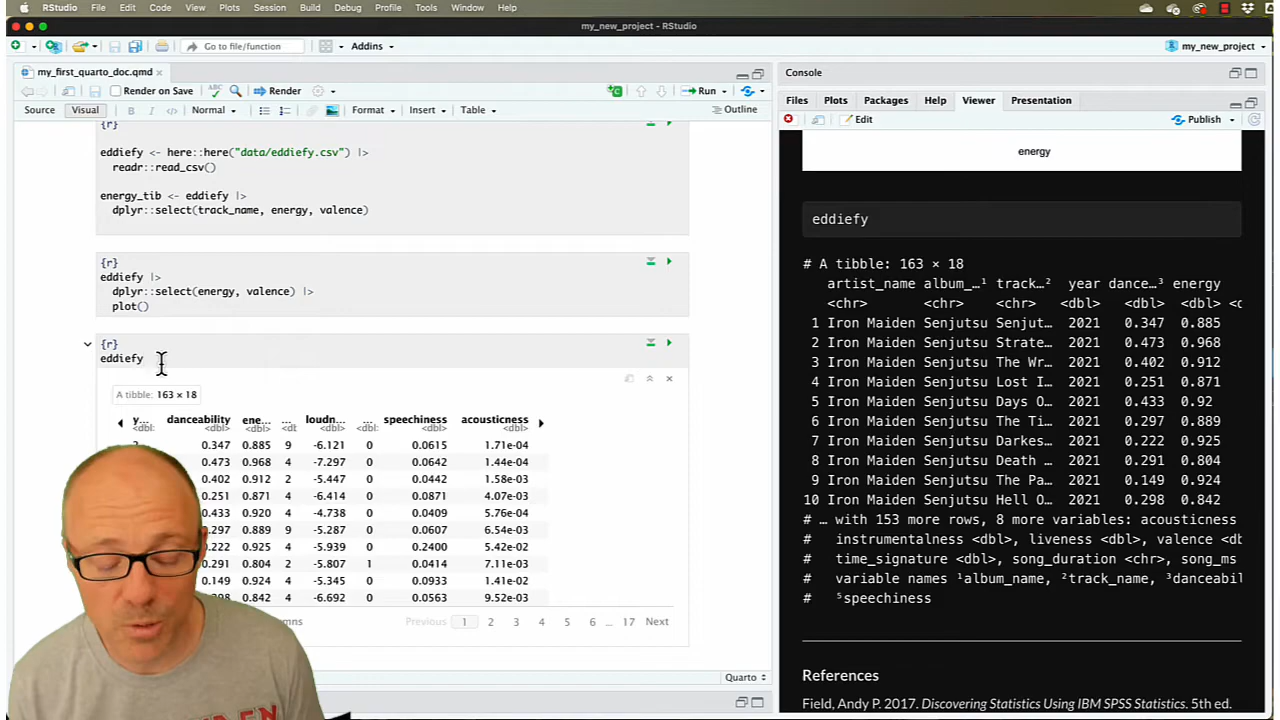 RStudio File Edit Code View Plots Session Build Debug Profile Tools Window Help
my_new_project - RStudio
Go to file/function Addins my_new_project
my_first_quarto_doc.qmd
Render on Save ABC Render Run
Source Visual B I Normal Format Insert Table Outline
{r}
eddiefy <- here::here("data/eddiefy.csv") |>
readr::read_csv()
energy_tib <- eddiefy |>
dplyr::select(track_name, energy, valence)
{r}
eddiefy |>
dplyr::select(energy, valence) |>
plot()
{r}
eddiefy
A tibble: 163 × 18
y... danceability ene... ... loudn... ... speechiness acousticness
<dbl> <dbl> <dbl> <dbl> <dbl> <dbl> <dbl>
0.347 0.885 9 -6.121 0 0.0615 1.71e-04
0.473 0.968 4 -7.297 0 0.0642 1.44e-04
0.402 0.912 2 -5.447 0 0.0442 1.58e-03
0.251 0.871 4 -6.414 0 0.0871 4.07e-03
0.433 0.920 4 -4.738 0 0.0409 5.76e-04
.297 0.889 9 -5.287 0 0.0607 6.54e-03
.222 0.925 4 -5.939 0 0.2400 5.42e-02
.291 0.804 2 -5.807 1 0.0414 7.11e-03
.149 0.924 4 -5.345 0 0.0933 1.41e-02
0.842 4 -6.692 0 0.0563 9.52e-03
Previous 1 2 3 4 5 6 ... 17 Next
Quarto
Console
Files Plots Packages Help Viewer Presentation
Edit Publish
energy
eddiefy
# A tibble: 163 × 18
artist_name album_…¹ track…² year dance…³ energy
<chr> <chr> <chr> <dbl> <dbl> <dbl> <d
1 Iron Maiden Senjutsu Senjut… 2021 0.347 0.885
2 Iron Maiden Senjutsu Strate… 2021 0.473 0.968
3 Iron Maiden Senjutsu The Wr… 2021 0.402 0.912
4 Iron Maiden Senjutsu Lost I… 2021 0.251 0.871
5 Iron Maiden Senjutsu Days O… 2021 0.433 0.92
6 Iron Maiden Senjutsu The Ti… 2021 0.297 0.889
7 Iron Maiden Senjutsu Darkes… 2021 0.222 0.925
8 Iron Maiden Senjutsu Death … 2021 0.291 0.804
9 Iron Maiden Senjutsu The Pa… 2021 0.149 0.924
10 Iron Maiden Senjutsu Hell O… 2021 0.298 0.842
# … with 153 more rows, 8 more variables: acousticness
# instrumentalness <dbl>, liveness <dbl>, valence <db
# time_signature <dbl>, song_duration <chr>, song_ms
# variable names ¹album_name, ²track_name, ³danceabil
# ⁵speechiness
References
Field, Andy P. 2017. Discovering Statistics Using IBM SPSS Statistics. 5th ed.